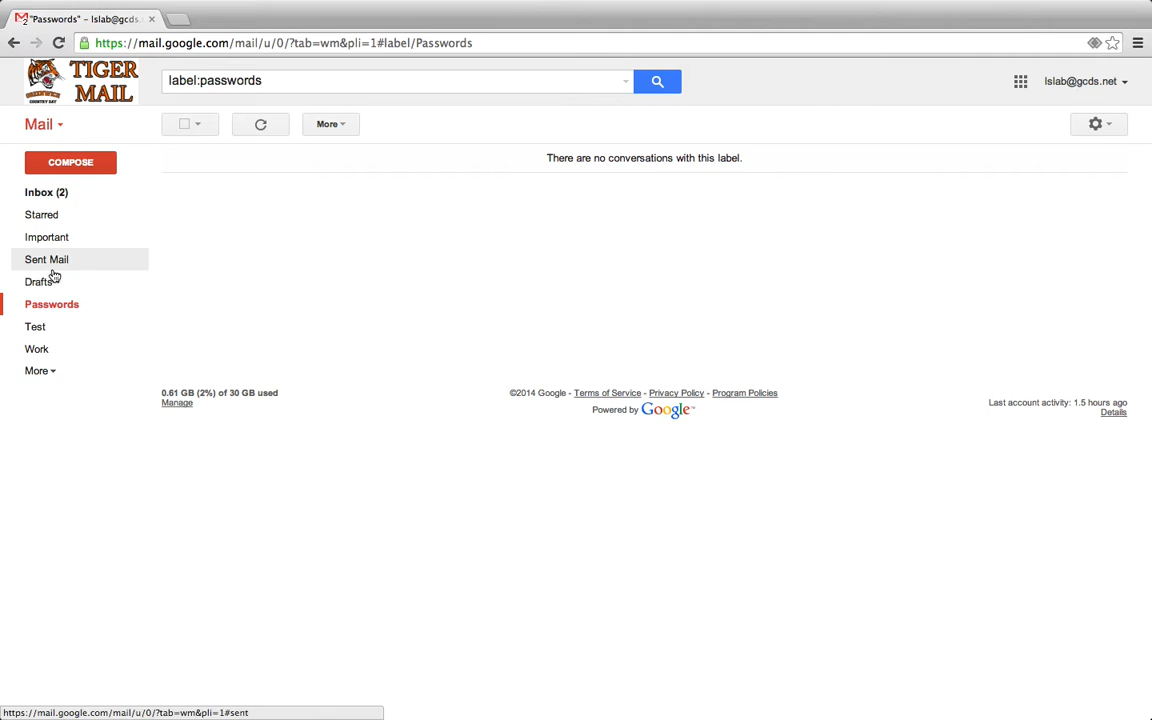 "Passwords" - lslab@gcds.
https://mail.google.com/mail/u/0/?tab=wm&pli=1#label/Passwords
TIGER
MAIL
GREENWICH
COUNTRY DAY
label:passwords
lslab@gcds.net
Mail
More
COMPOSE
There are no conversations with this label.
Inbox (2)
Starred
Important
Sent Mail
Drafts
Passwords
Test
Work
More
0.61 GB (2%) of 30 GB used
Manage
©2014 Google - Terms of Service - Privacy Policy - Program Policies
Powered by Google™
Last account activity: 1.5 hours ago
Details
https://mail.google.com/mail/u/0/?tab=wm&pli=1#sent